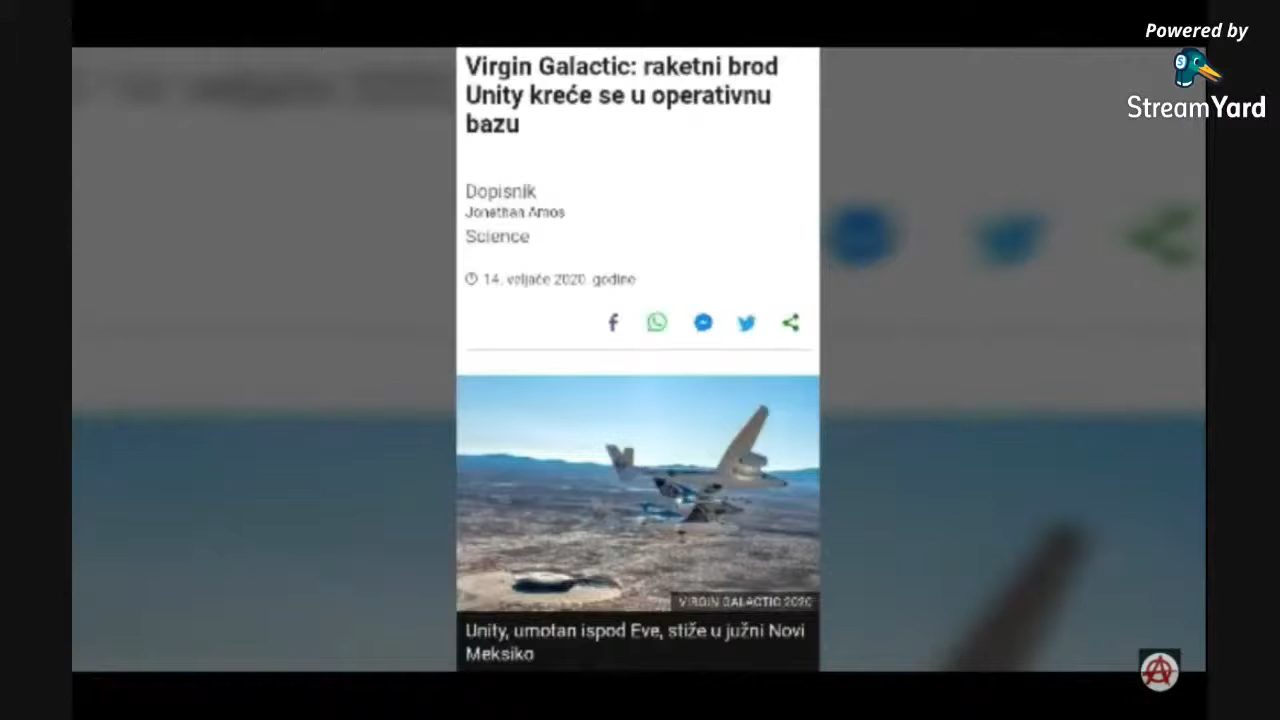 Powered by
StreamYard
Virgin Galactic: raketni brod
Unity kreće se u operativnu
bazu
Dopisnik
Jonathan Amos
Science
14. veljače 2020. godine
VIRGIN GALACTIC 2020
Unity, umotan ispod Eve, stiže u južni Novi
Meksiko